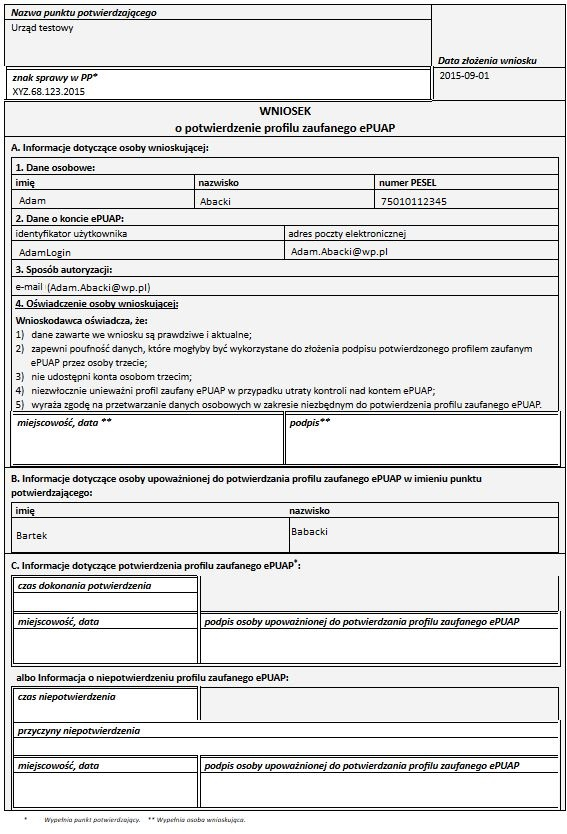 Nazwa punktu potwierdzającego
Urząd testowy
Data złożenia wniosku
znak sprawy w PP*
2015-09-01
XYZ.68.123.2015
WNIOSEK
o potwierdzenie profilu zaufanego ePUAP
A. Informacje dotyczące osoby wnioskującej:
1. Dane osobowe:
imię nazwisko numer PESEL
Adam Abacki 75010112345
2. Dane o koncie ePUAP:
identyfikator użytkownika adres poczty elektronicznej
AdamLogin Adam.Abacki@wp.pl
3. Sposób autoryzacji:
e-mail (Adam.Abacki@wp.pl)
4. Oświadczenie osoby wnioskującej:
Wnioskodawca oświadcza, że:
1) dane zawarte we wniosku są prawdziwe i aktualne;
2) zapewni poufność danych, które mogłyby być wykorzystane do złożenia podpisu potwierdzonego profilem zaufanym
ePUAP przez osoby trzecie;
3) nie udostępni konta osobom trzecim;
4) niezwłocznie unieważni profil zaufany ePUAP w przypadku utraty kontroli nad kontem ePUAP;
5) wyraża zgodę na przetwarzanie danych osobowych w zakresie niezbędnym do potwierdzenia profilu zaufanego ePUAP.
miejscowość, data ** podpis**
B. Informacje dotyczące osoby upoważnionej do potwierdzania profilu zaufanego ePUAP w imieniu punktu
potwierdzającego:
imię nazwisko
Bartek Babacki
C. Informacje dotyczące potwierdzenia profilu zaufanego ePUAP*:
czas dokonania potwierdzenia
miejscowość, data podpis osoby upoważnionej do potwierdzania profilu zaufanego ePUAP
albo Informacja o niepotwierdzeniu profilu zaufanego ePUAP:
czas niepotwierdzenia
przyczyny niepotwierdzenia
miejscowość, data podpis osoby upoważnionej do potwierdzania profilu zaufanego ePUAP
* Wypełnia punkt potwierdzający. ** Wypełnia osoba wnioskująca.